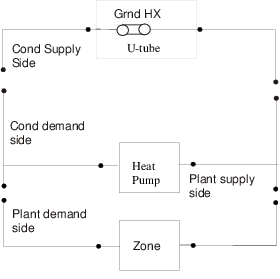 Grnd HX
U-tube
Cond Supply
Side
Cond demand
side
Heat
Pump
Plant supply
side
Plant demand
side
Zone